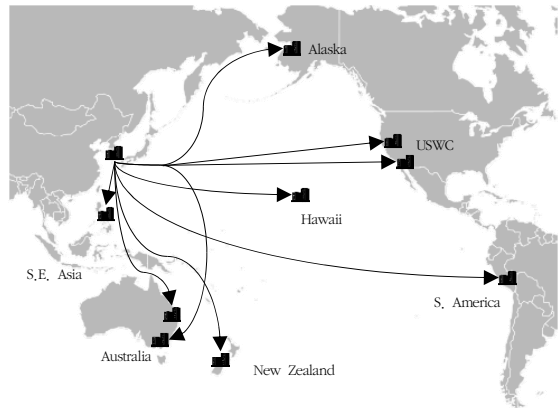 Alaska
USWC
Hawaii
S.E. Asia
S. America
Australia
New Zealand